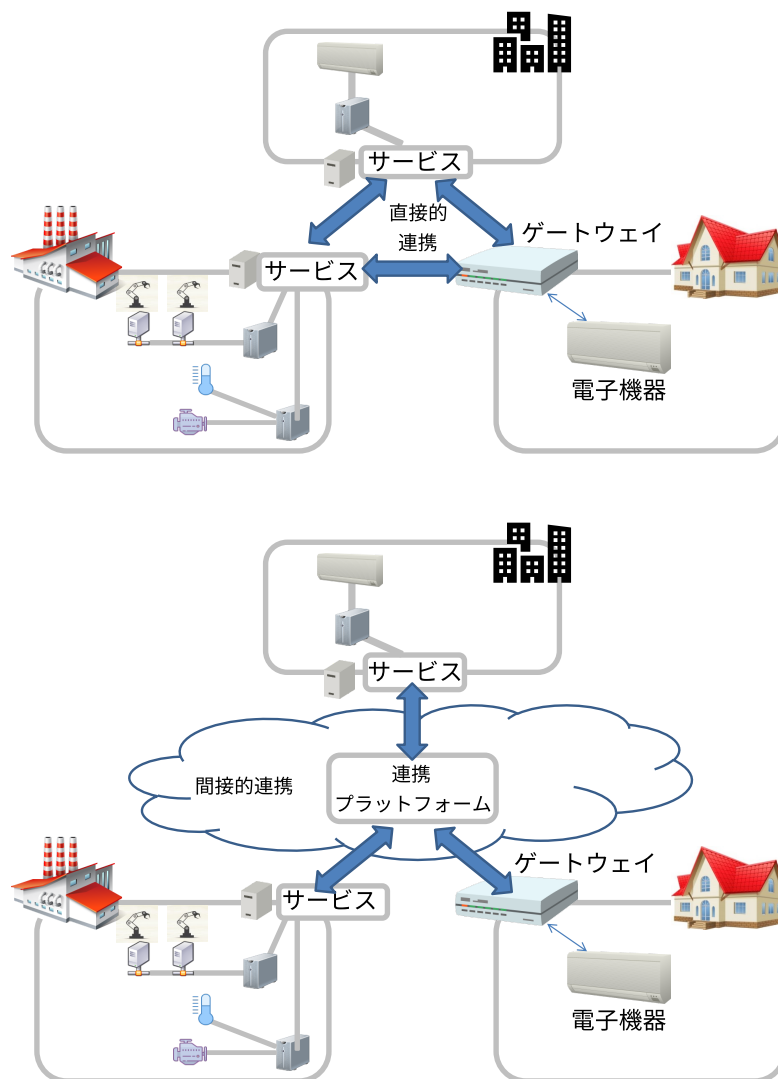 サービス
直接的
連携
ゲートウェイ
サービス
電子機器
サービス
間接的連携
連携
プラットフォーム
ゲートウェイ
サービス
電子機器